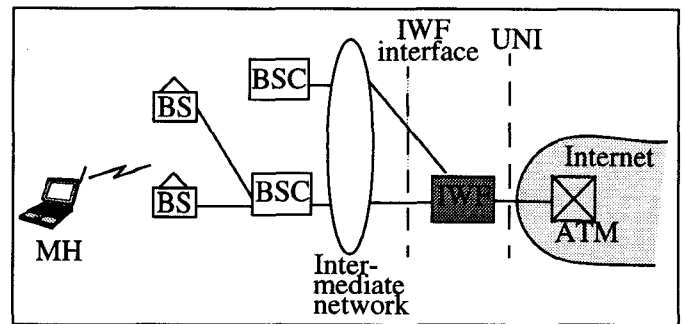 IWF
interface
UNI
BSC
BS
Internet
BS
BSC
IWF
ATM
MH
Inter-
mediate
network